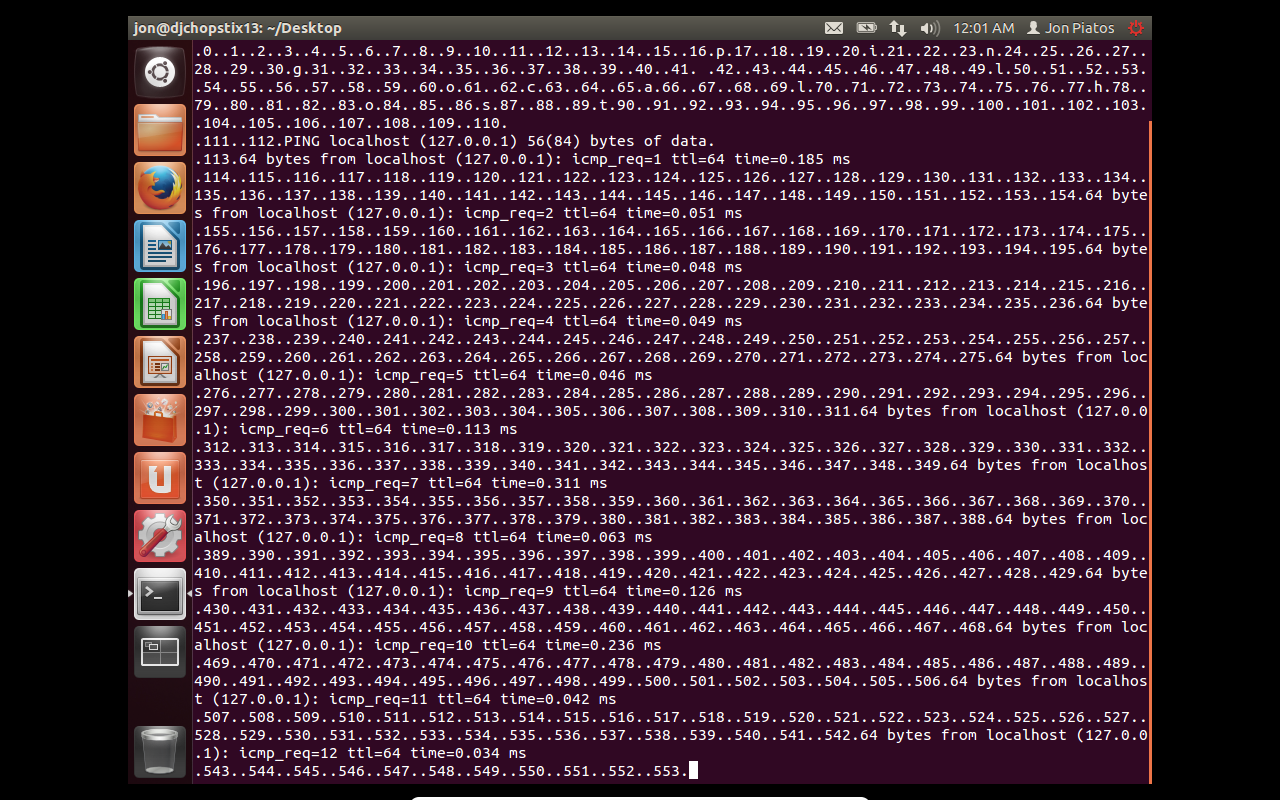 jon@djchopstix13: ~/Desktop
12:01 AM
Jon Piatos
.0..1..2..3..4..5..6..7..8..9..10..11..12..13..14..15..16.p.17..18..19..20.i.21..22..23.n.24..25..26..27..
28..29..30.g.31..32..33..34..35..36..37..38..39..40..41. .42..43..44..45..46..47..48..49.l.50..51..52..53.
.54..55..56..57..58..59..60.o.61..62.c.63..64..65.a.66..67..68..69.l.70..71..72..73..74..75..76..77.h.78..
79..80..81..82..83.o.84..85..86.s.87..88..89.t.90..91..92..93..94..95..96..97..98..99..100..101..102..103.
.104..105..106..107..108..109..110.
.111..112.PING localhost (127.0.0.1) 56(84) bytes of data.
.113.64 bytes from localhost (127.0.0.1): icmp_req=1 ttl=64 time=0.185 ms
.114..115..116..117..118..119..120..121..122..123..124..125..126..127..128..129..130..131..132..133..134..
135..136..137..138..139..140..141..142..143..144..145..146..147..148..149..150..151..152..153..154.64 byte
s from localhost (127.0.0.1): icmp_req=2 ttl=64 time=0.051 ms
.155..156..157..158..159..160..161..162..163..164..165..166..167..168..169..170..171..172..173..174..175..
176..177..178..179..180..181..182..183..184..185..186..187..188..189..190..191..192..193..194..195.64 byte
s from localhost (127.0.0.1): icmp_req=3 ttl=64 time=0.048 ms
.196..197..198..199..200..201..202..203..204..205..206..207..208..209..210..211..212..213..214..215..216..
217..218..219..220..221..222..223..224..225..226..227..228..229..230..231..232..233..234..235..236.64 byte
s from localhost (127.0.0.1): icmp_req=4 ttl=64 time=0.049 ms
.237..238..239..240..241..242..243..244..245..246..247..248..249..250..251..252..253..254..255..256..257..
258..259..260..261..262..263..264..265..266..267..268..269..270..271..272..273..274..275.64 bytes from loc
alhost (127.0.0.1): icmp_req=5 ttl=64 time=0.046 ms
.276..277..278..279..280..281..282..283..284..285..286..287..288..289..290..291..292..293..294..295..296..
297..298..299..300..301..302..303..304..305..306..307..308..309..310..311.64 bytes from localhost (127.0.0
.1): icmp_req=6 ttl=64 time=0.113 ms
.312..313..314..315..316..317..318..319..320..321..322..323..324..325..326..327..328..329..330..331..332..
333..334..335..336..337..338..339..340..341..342..343..344..345..346..347..348..349.64 bytes from localhos
t (127.0.0.1): icmp_req=7 ttl=64 time=0.311 ms
.350..351..352..353..354..355..356..357..358..359..360..361..362..363..364..365..366..367..368..369..370..
371..372..373..374..375..376..377..378..379..380..381..382..383..384..385..386..387..388.64 bytes from loc
alhost (127.0.0.1): icmp_req=8 ttl=64 time=0.063 ms
.389..390..391..392..393..394..395..396..397..398..399..400..401..402..403..404..405..406..407..408..409..
410..411..412..413..414..415..416..417..418..419..420..421..422..423..424..425..426..427..428..429.64 byte
s from localhost (127.0.0.1): icmp_req=9 ttl=64 time=0.126 ms
.430..431..432..433..434..435..436..437..438..439..440..441..442..443..444..445..446..447..448..449..450..
451..452..453..454..455..456..457..458..459..460..461..462..463..464..465..466..467..468.64 bytes from loc
alhost (127.0.0.1): icmp_req=10 ttl=64 time=0.236 ms
.469..470..471..472..473..474..475..476..477..478..479..480..481..482..483..484..485..486..487..488..489..
490..491..492..493..494..495..496..497..498..499..500..501..502..503..504..505..506.64 bytes from localhos
t (127.0.0.1): icmp_req=11 ttl=64 time=0.042 ms
.507..508..509..510..511..512..513..514..515..516..517..518..519..520..521..522..523..524..525..526..527..
528..529..530..531..532..533..534..535..536..537..538..539..540..541..542.64 bytes from localhost (127.0.0
.1): icmp_req=12 ttl=64 time=0.034 ms
.543..544..545..546..547..548..549..550..551..552..553.